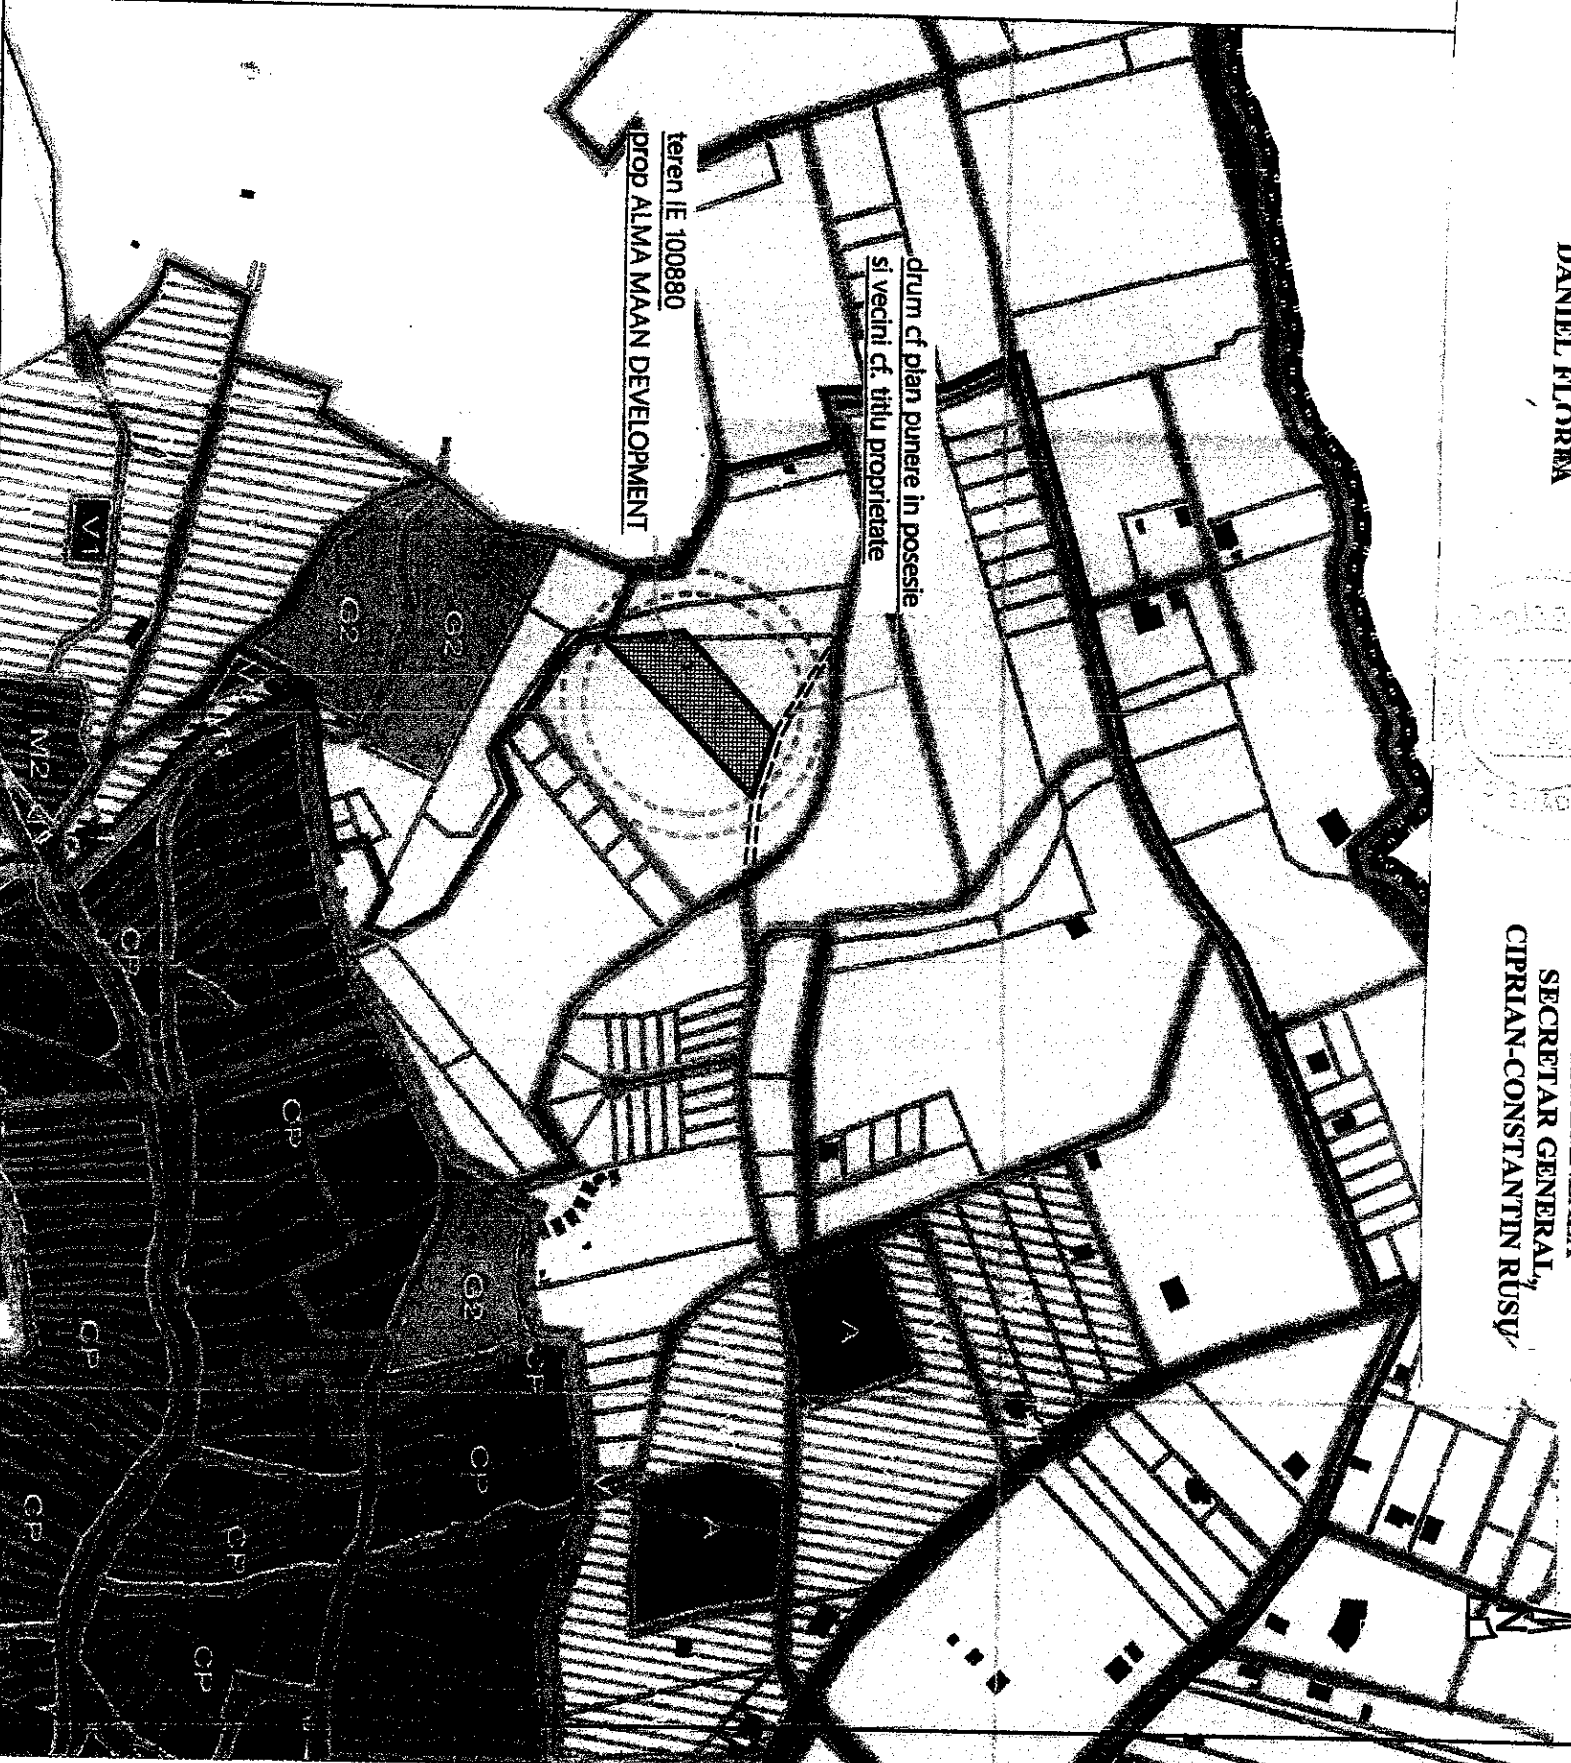 DANIEL FLOREA
SECRETAR GENERAL,
CIPRIAN-CONSTANTIN RUSU
drum cf plan punere in posesie
si vecini cf. titlu proprietate
teren IE 100880
prop ALMA MAAN DEVELOPMENT
G2
G2
V1
M2
CP
CP
G2
CP
CP
CP
CP
CP
CP
A
A
N